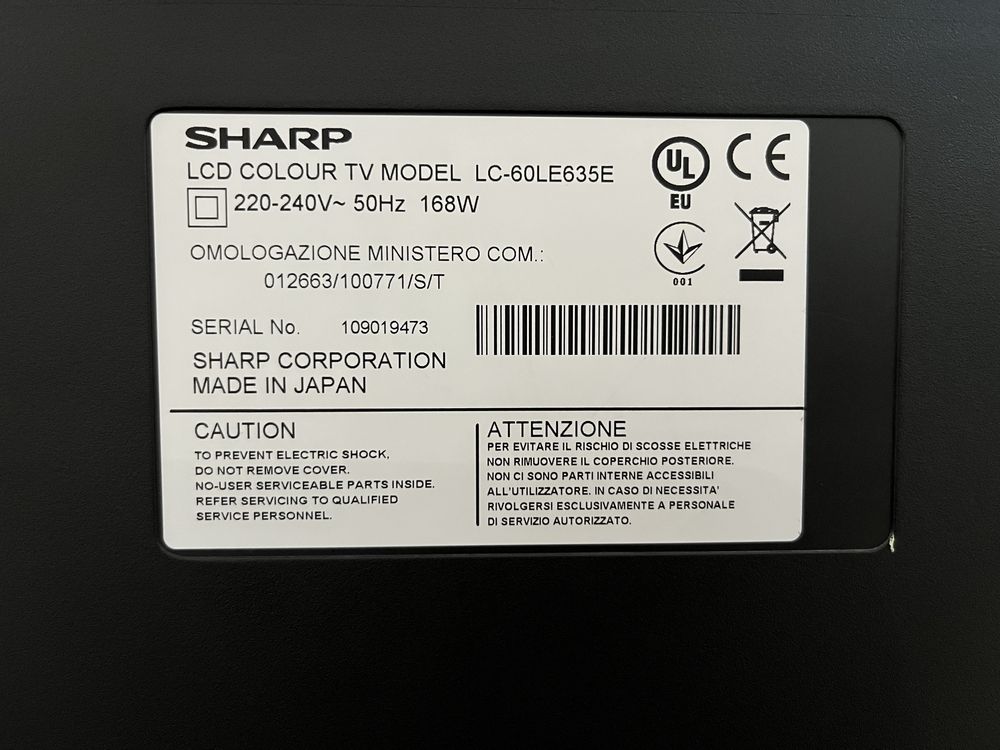 SHARP
LCD COLOUR TV MODEL LC-60LE635E
220-240V~ 50Hz 168W
UL
EU
CE
001
OMOLOGAZIONE MINISTERO COM.:
012663/100771/S/T
SERIAL No. 109019473
SHARP CORPORATION
MADE IN JAPAN
CAUTION
TO PREVENT ELECTRIC SHOCK,
DO NOT REMOVE COVER.
NO-USER SERVICEABLE PARTS INSIDE.
REFER SERVICING TO QUALIFIED
SERVICE PERSONNEL.
ATTENZIONE
PER EVITARE IL RISCHIO DI SCOSSE ELETTRICHE
NON RIMUOVERE IL COPERCHIO POSTERIORE.
NON CI SONO PARTI INTERNE ACCESSIBILI
ALL'UTILIZZATORE. IN CASO DI NECESSITA'
RIVOLGERSI ESCLUSIVAMENTE A PERSONALE
DI SERVIZIO AUTORIZZATO.